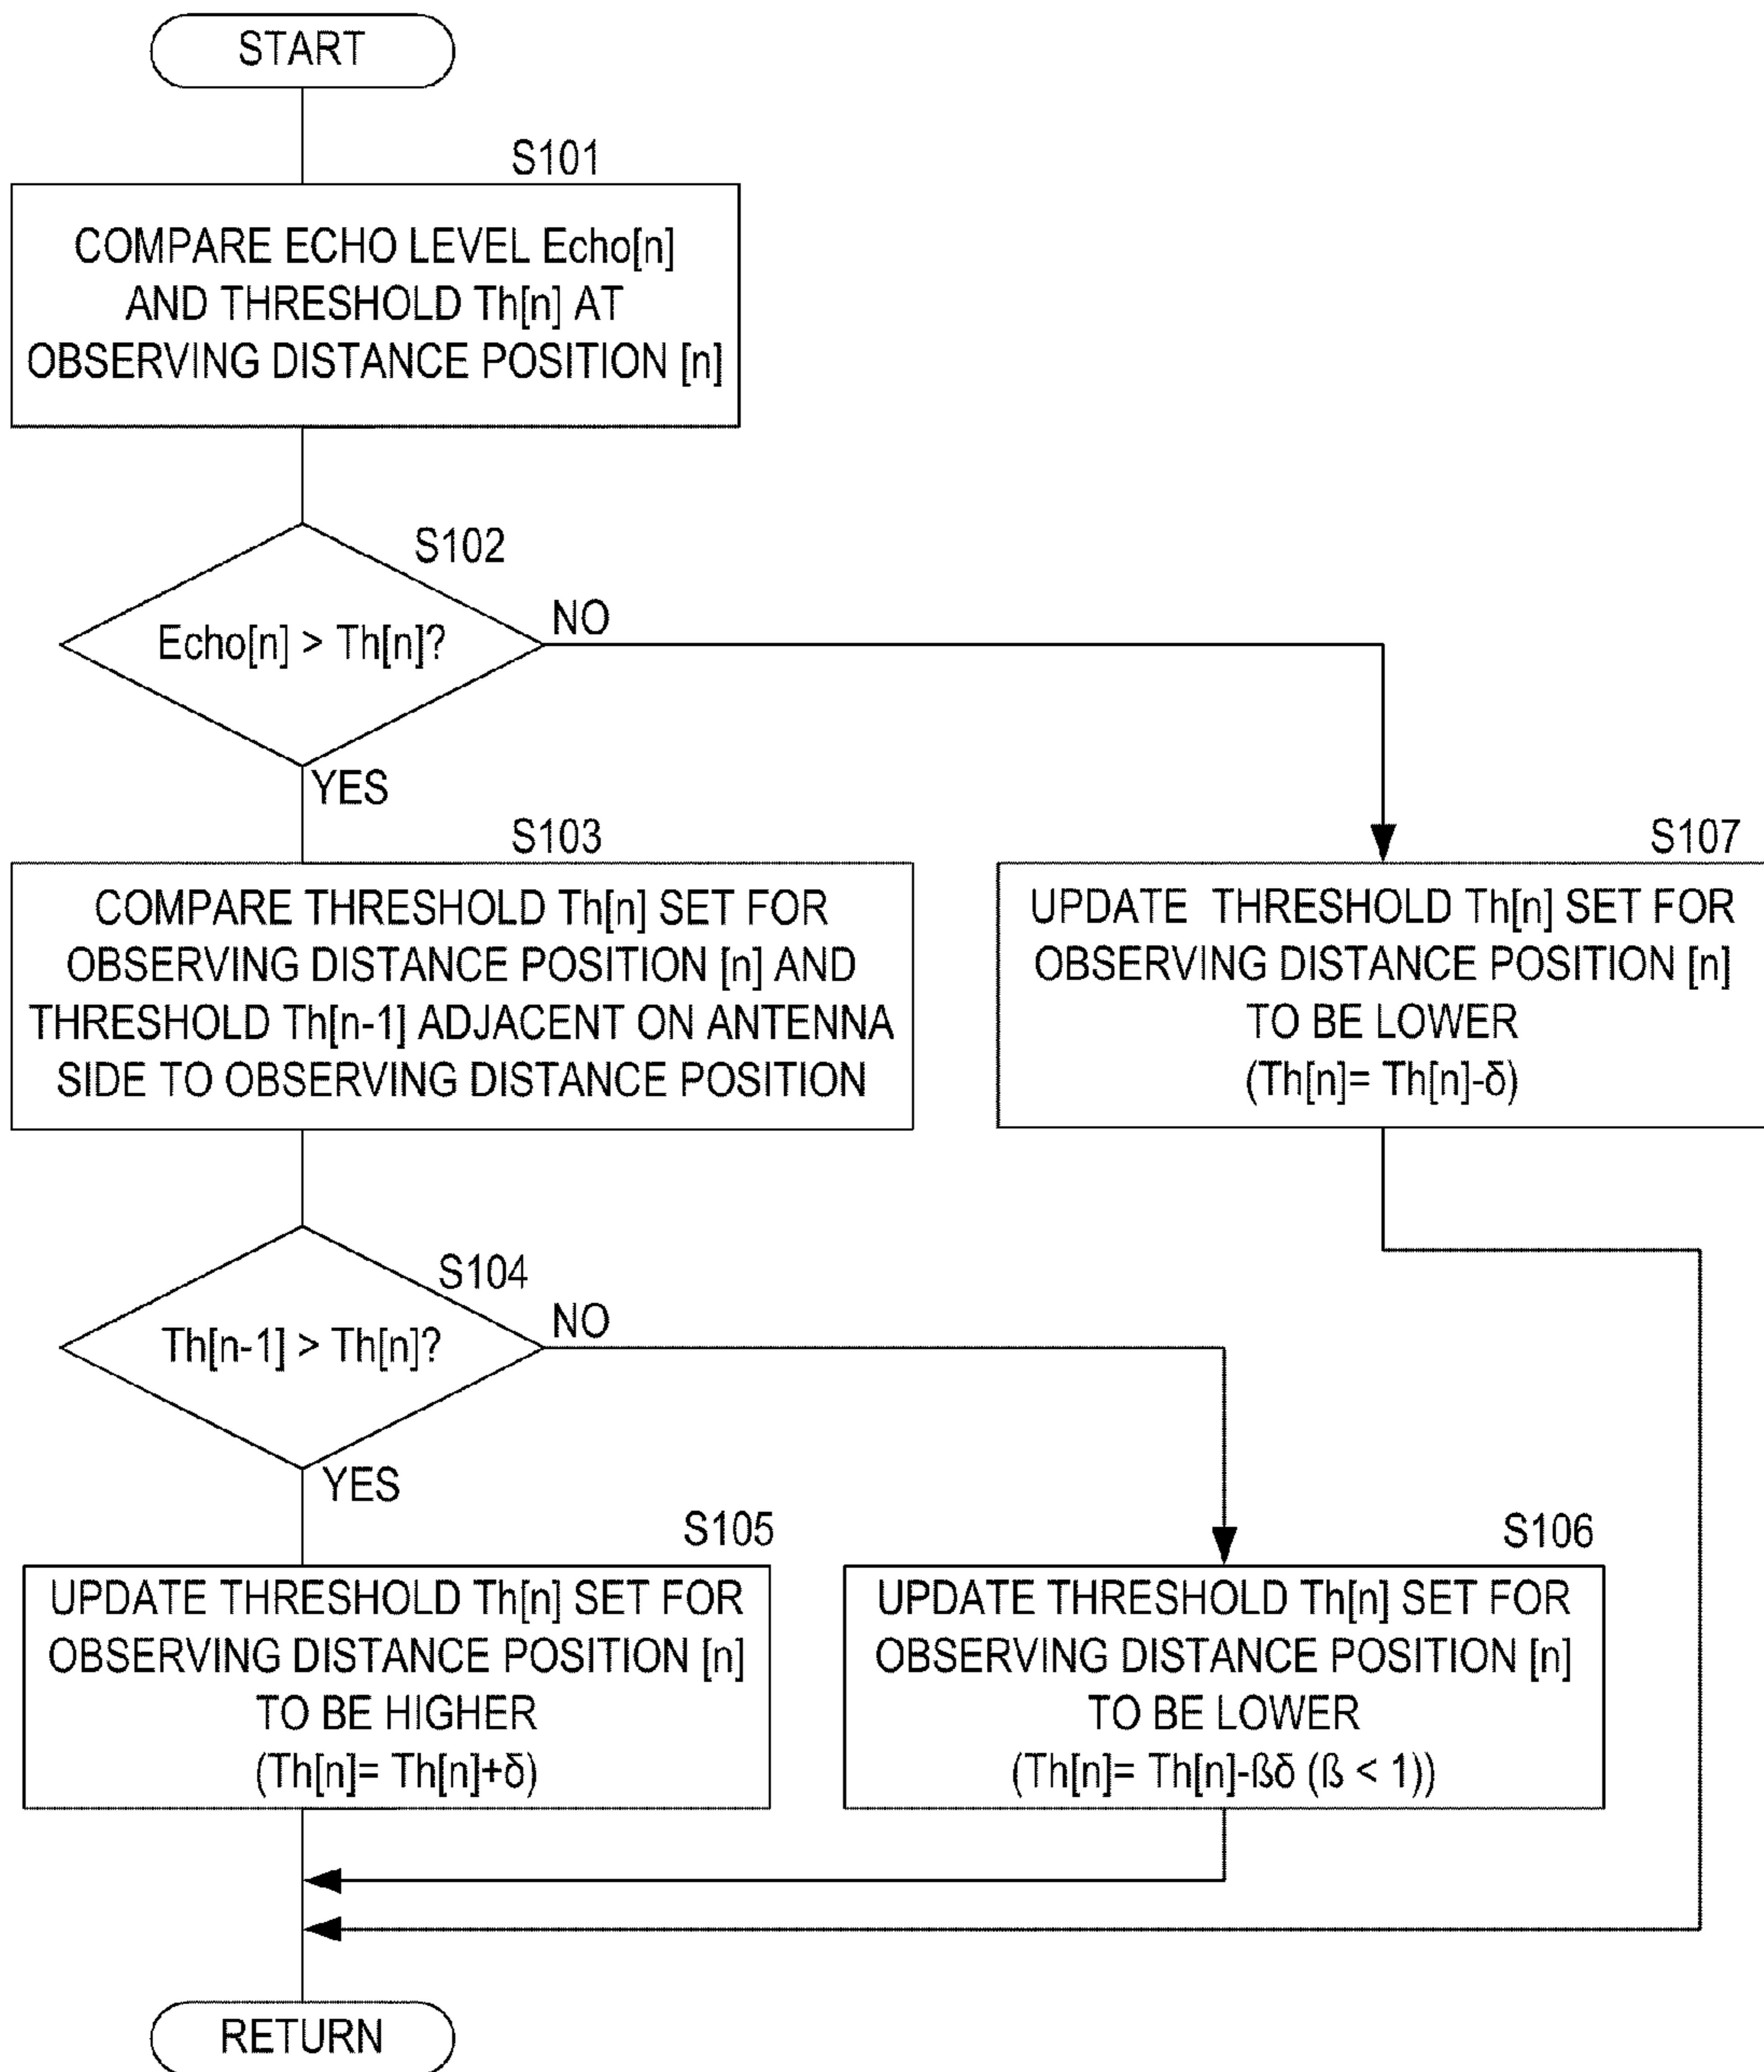 START
S101
COMPARE ECHO LEVEL Echo[n]
AND THRESHOLD Th[n] AT
OBSERVING DISTANCE POSITION [n]
S102
Echo[n] > Th[n]?
NO
YES
S103
COMPARE THRESHOLD Th[n] SET FOR
OBSERVING DISTANCE POSITION [n] AND
THRESHOLD Th[n-1] ADJACENT ON ANTENNA
SIDE TO OBSERVING DISTANCE POSITION
S107
UPDATE THRESHOLD Th[n] SET FOR
OBSERVING DISTANCE POSITION [n]
TO BE LOWER
(Th[n]= Th[n]-δ)
S104
Th[n-1] > Th[n]?
NO
YES
S105
UPDATE THRESHOLD Th[n] SET FOR
OBSERVING DISTANCE POSITION [n]
TO BE HIGHER
(Th[n]= Th[n]+δ)
S106
UPDATE THRESHOLD Th[n] SET FOR
OBSERVING DISTANCE POSITION [n]
TO BE LOWER
(Th[n]= Th[n]-ßδ (ß < 1))
RETURN